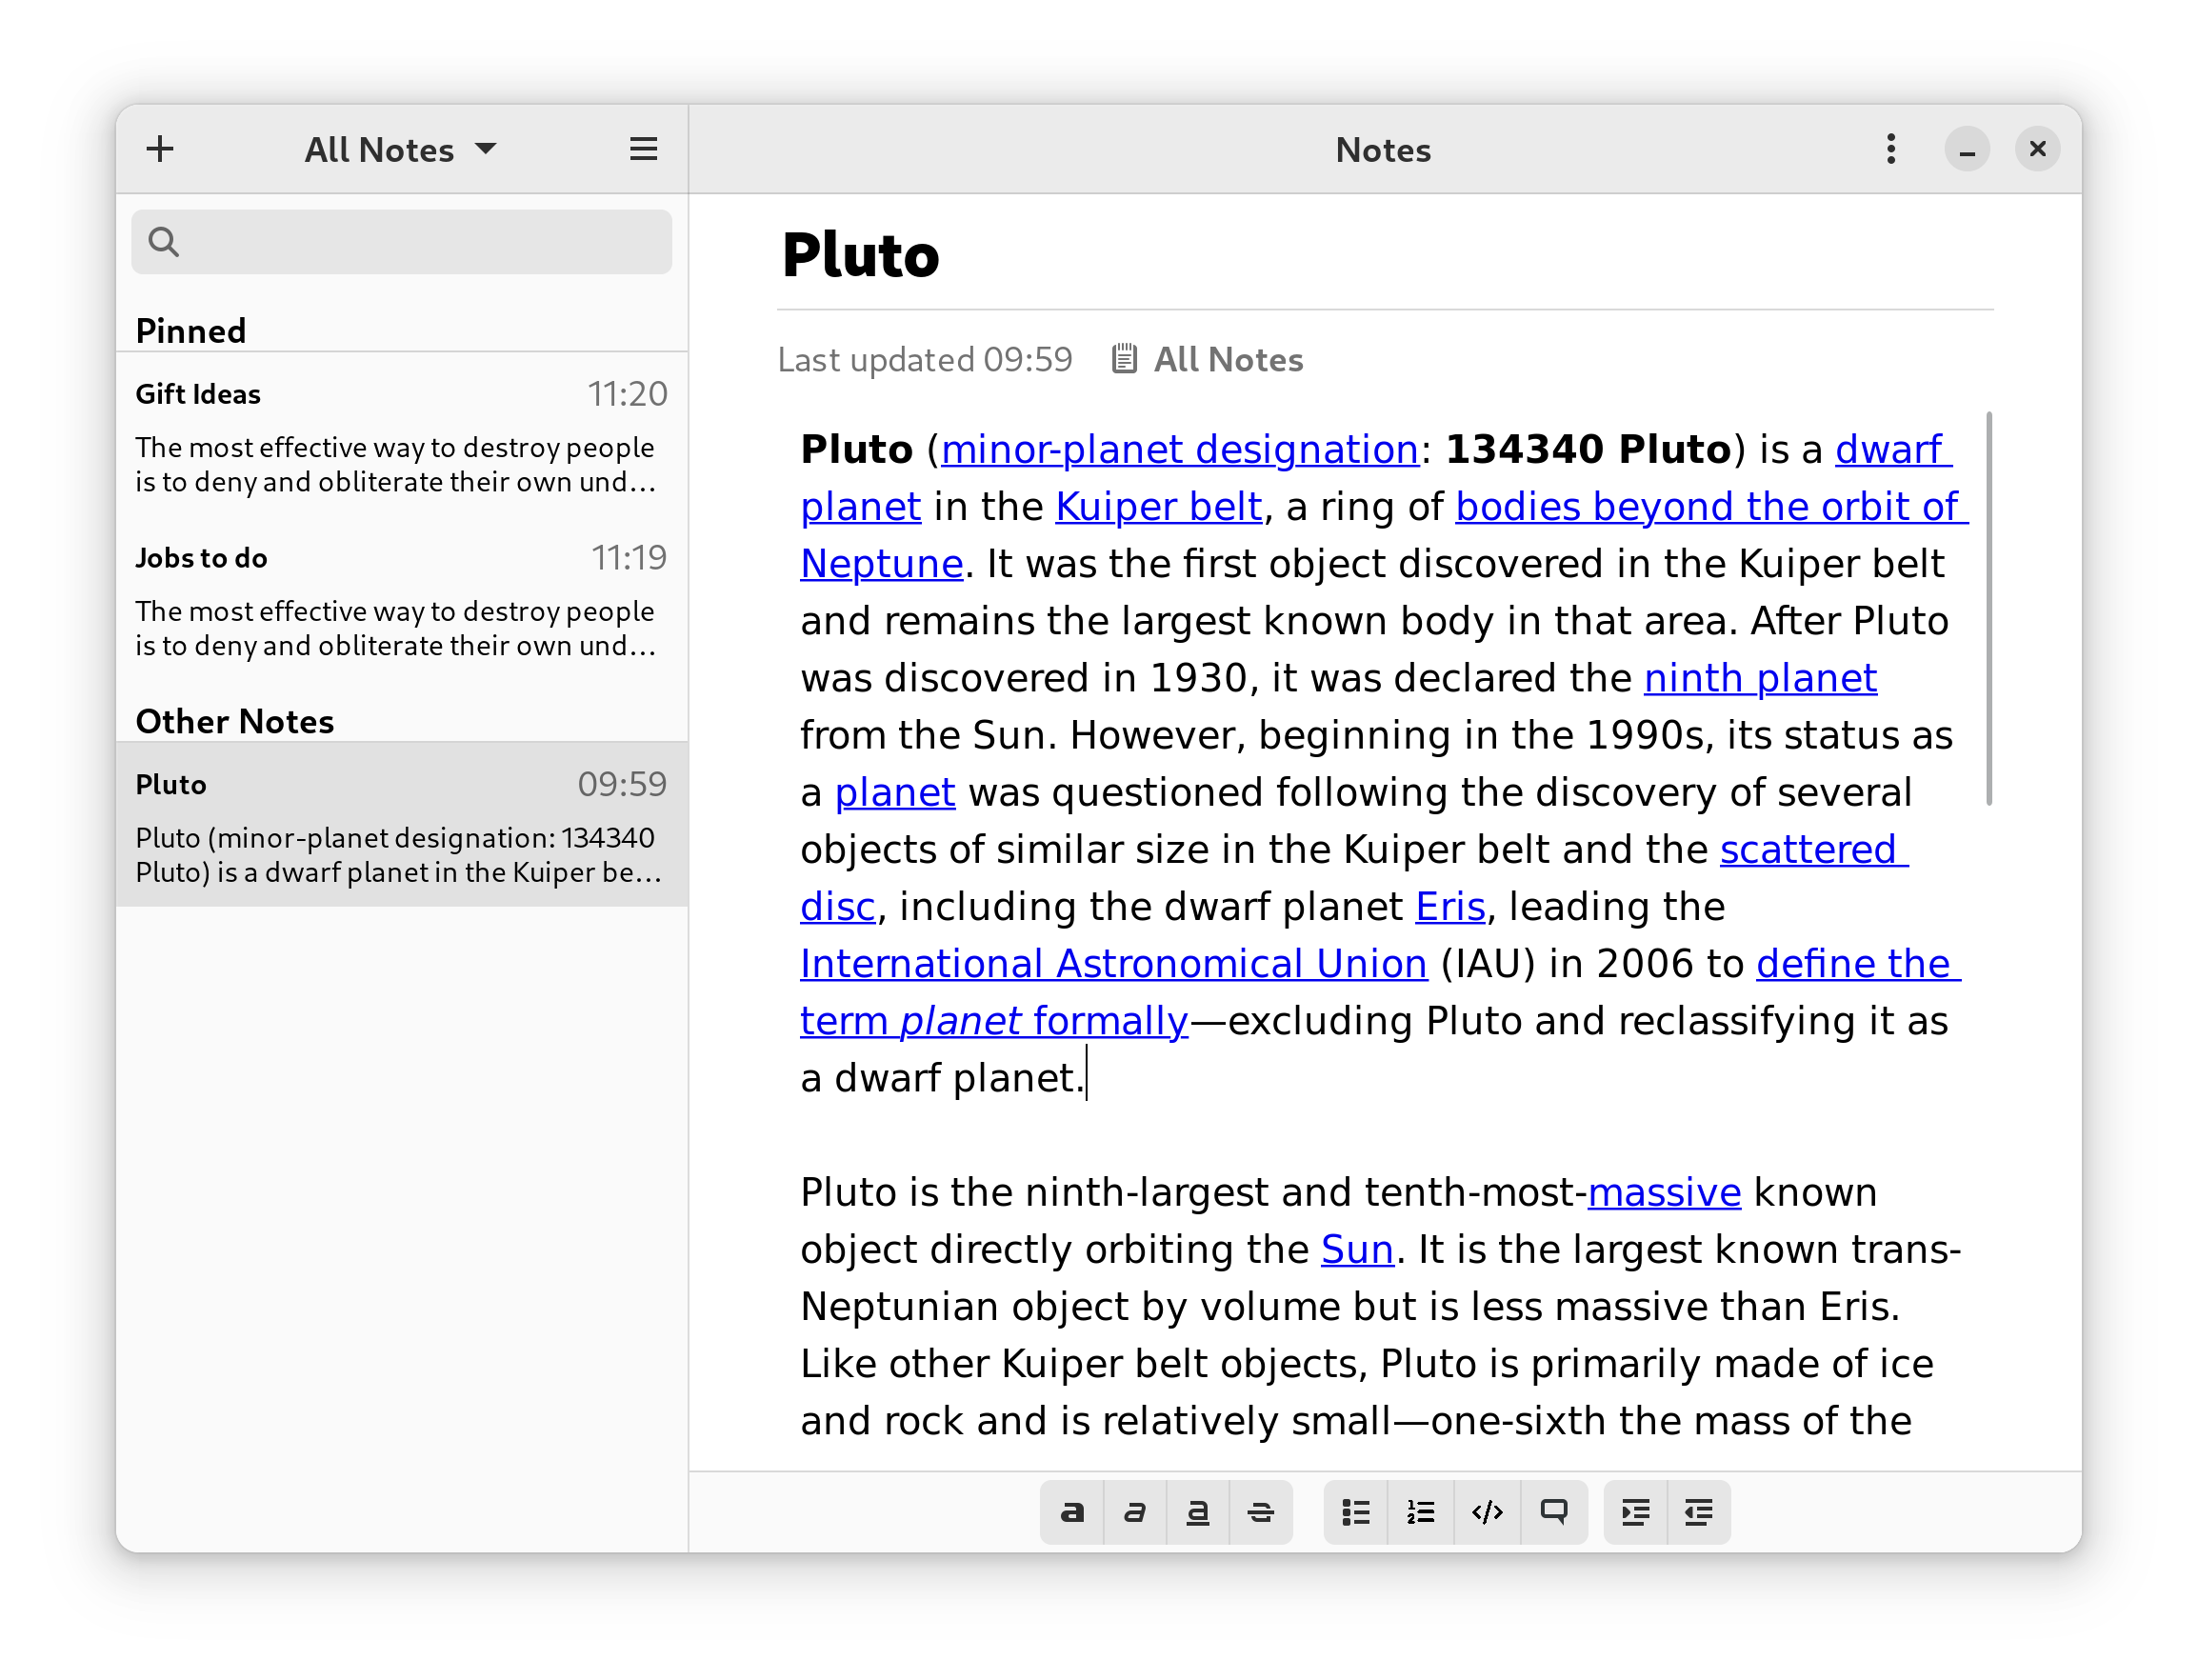 All Notes
Notes
Pinned
Gift Ideas 11:20
The most effective way to destroy people
is to deny and obliterate their own und…
Jobs to do 11:19
The most effective way to destroy people
is to deny and obliterate their own und…
Other Notes
Pluto 09:59
Pluto (minor-planet designation: 134340
Pluto) is a dwarf planet in the Kuiper be…
Pluto
Last updated 09:59 All Notes
Pluto (minor-planet designation: 134340 Pluto) is a dwarf
planet in the Kuiper belt, a ring of bodies beyond the orbit of
Neptune. It was the first object discovered in the Kuiper belt
and remains the largest known body in that area. After Pluto
was discovered in 1930, it was declared the ninth planet
from the Sun. However, beginning in the 1990s, its status as
a planet was questioned following the discovery of several
objects of similar size in the Kuiper belt and the scattered
disc, including the dwarf planet Eris, leading the
International Astronomical Union (IAU) in 2006 to define the
term planet formally—excluding Pluto and reclassifying it as
a dwarf planet.
Pluto is the ninth-largest and tenth-most-massive known
object directly orbiting the Sun. It is the largest known trans-
Neptunian object by volume but is less massive than Eris.
Like other Kuiper belt objects, Pluto is primarily made of ice
and rock and is relatively small—one-sixth the mass of the